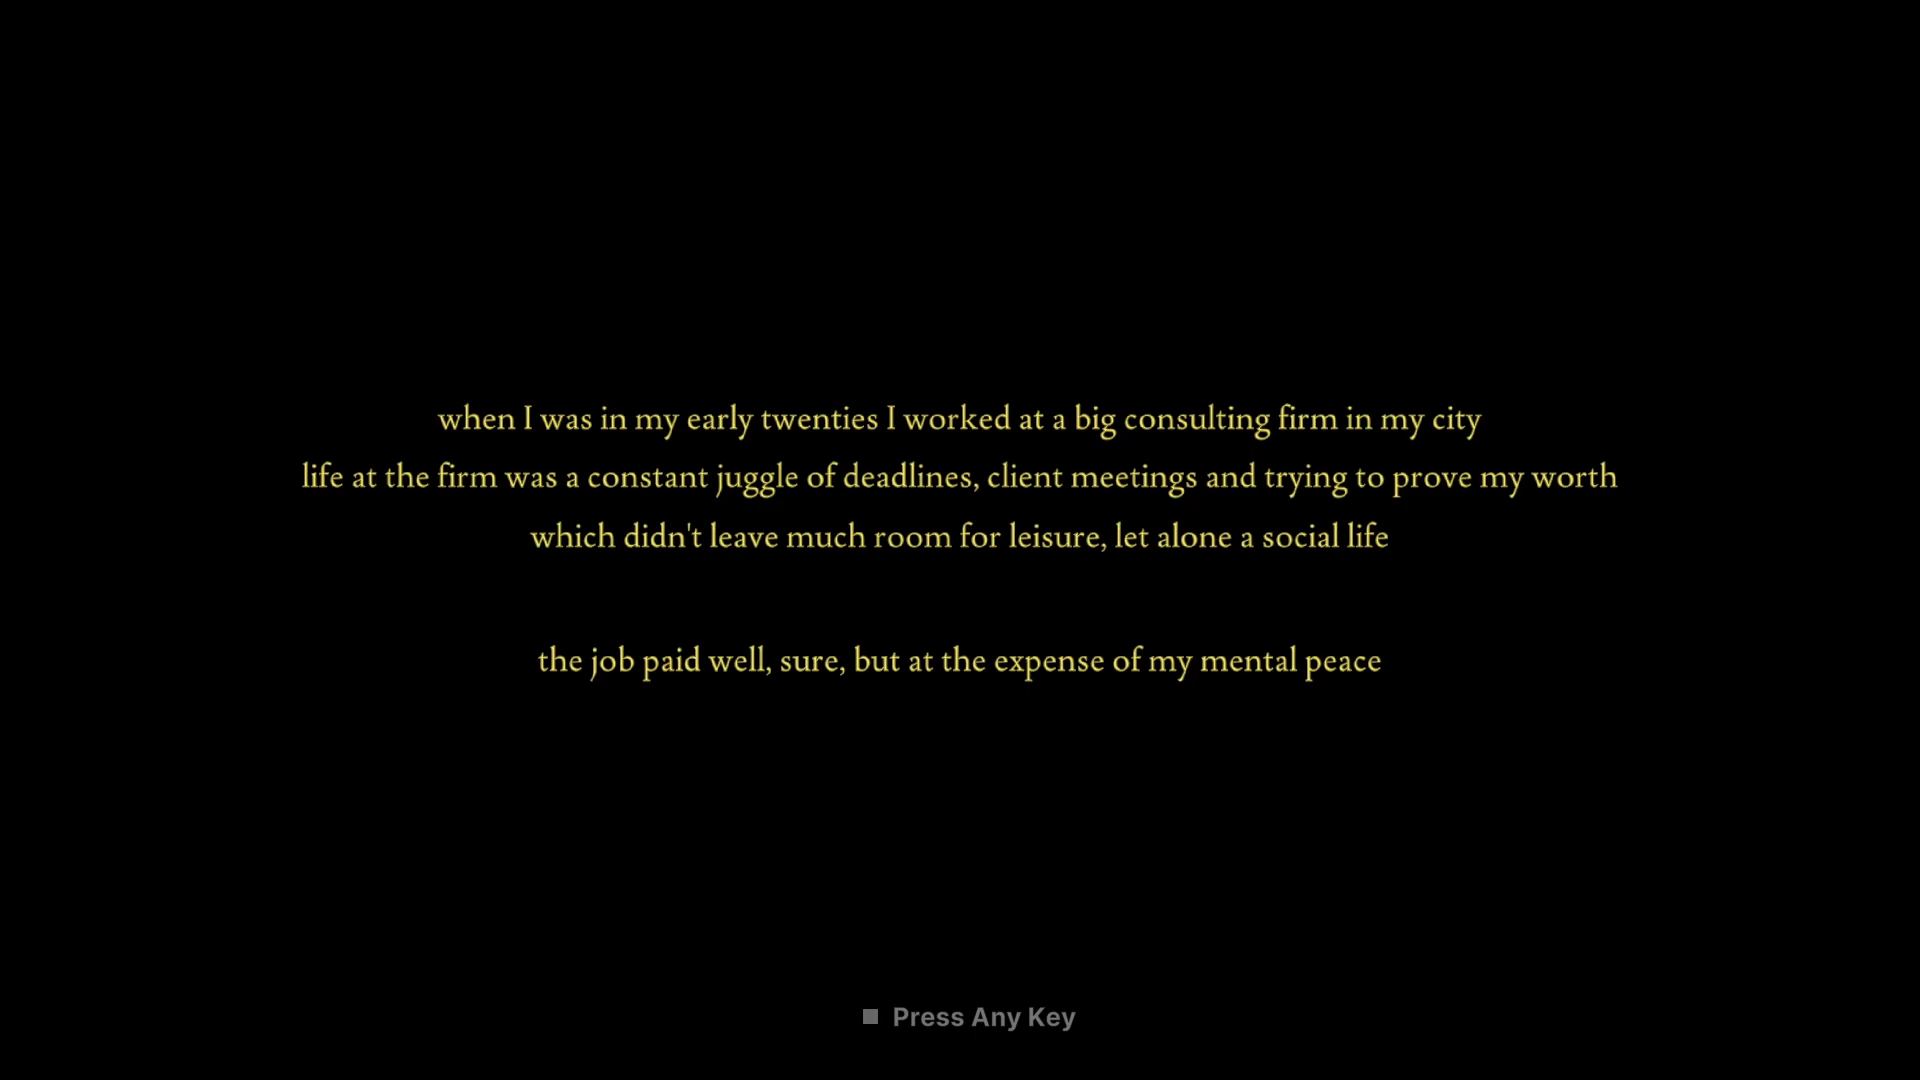 when I was in my early twenties I worked at a big consulting firm in my city
life at the firm was a constant juggle of deadlines, client meetings and trying to prove my worth
which didn't leave much room for leisure, let alone a social life
the job paid well, sure, but at the expense of my mental peace
Press Any Key